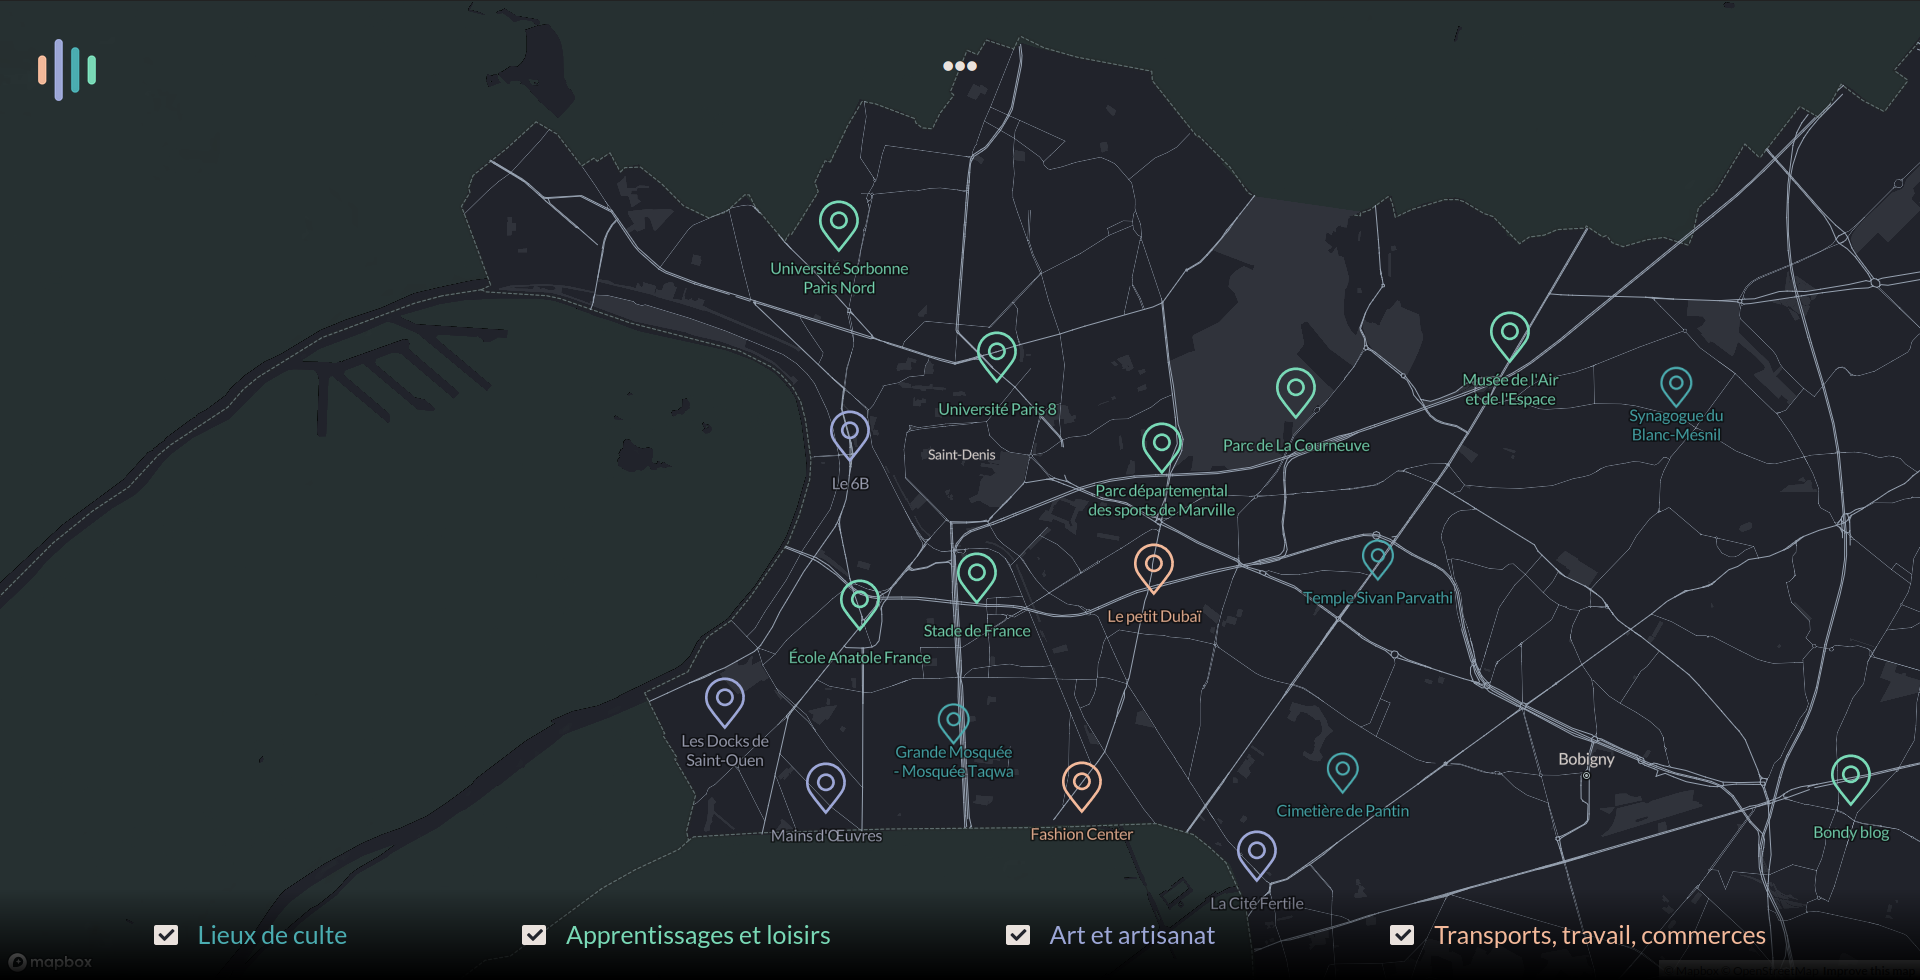 Université Sorbonne
Paris Nord
Université Paris 8
Musée de l'Air
et de l'Espace
Synagogue du
Blanc-Mesnil
Parc de La Courneuve
Saint-Denis
Le 6B
Parc départemental
des sports de Marville
Temple Sivan Parvathi
Le petit Dubaï
Stade de France
École Anatole France
Les Docks de
Saint-Ouen
Grande Mosquée
- Mosquée Taqwa
Bobigny
Cimetière de Pantin
Mains d'Œuvres
Fashion Center
Bondy blog
La Cité Fertile
Lieux de culte
Apprentissages et loisirs
Art et artisanat
Transports, travail, commerces
mapbox